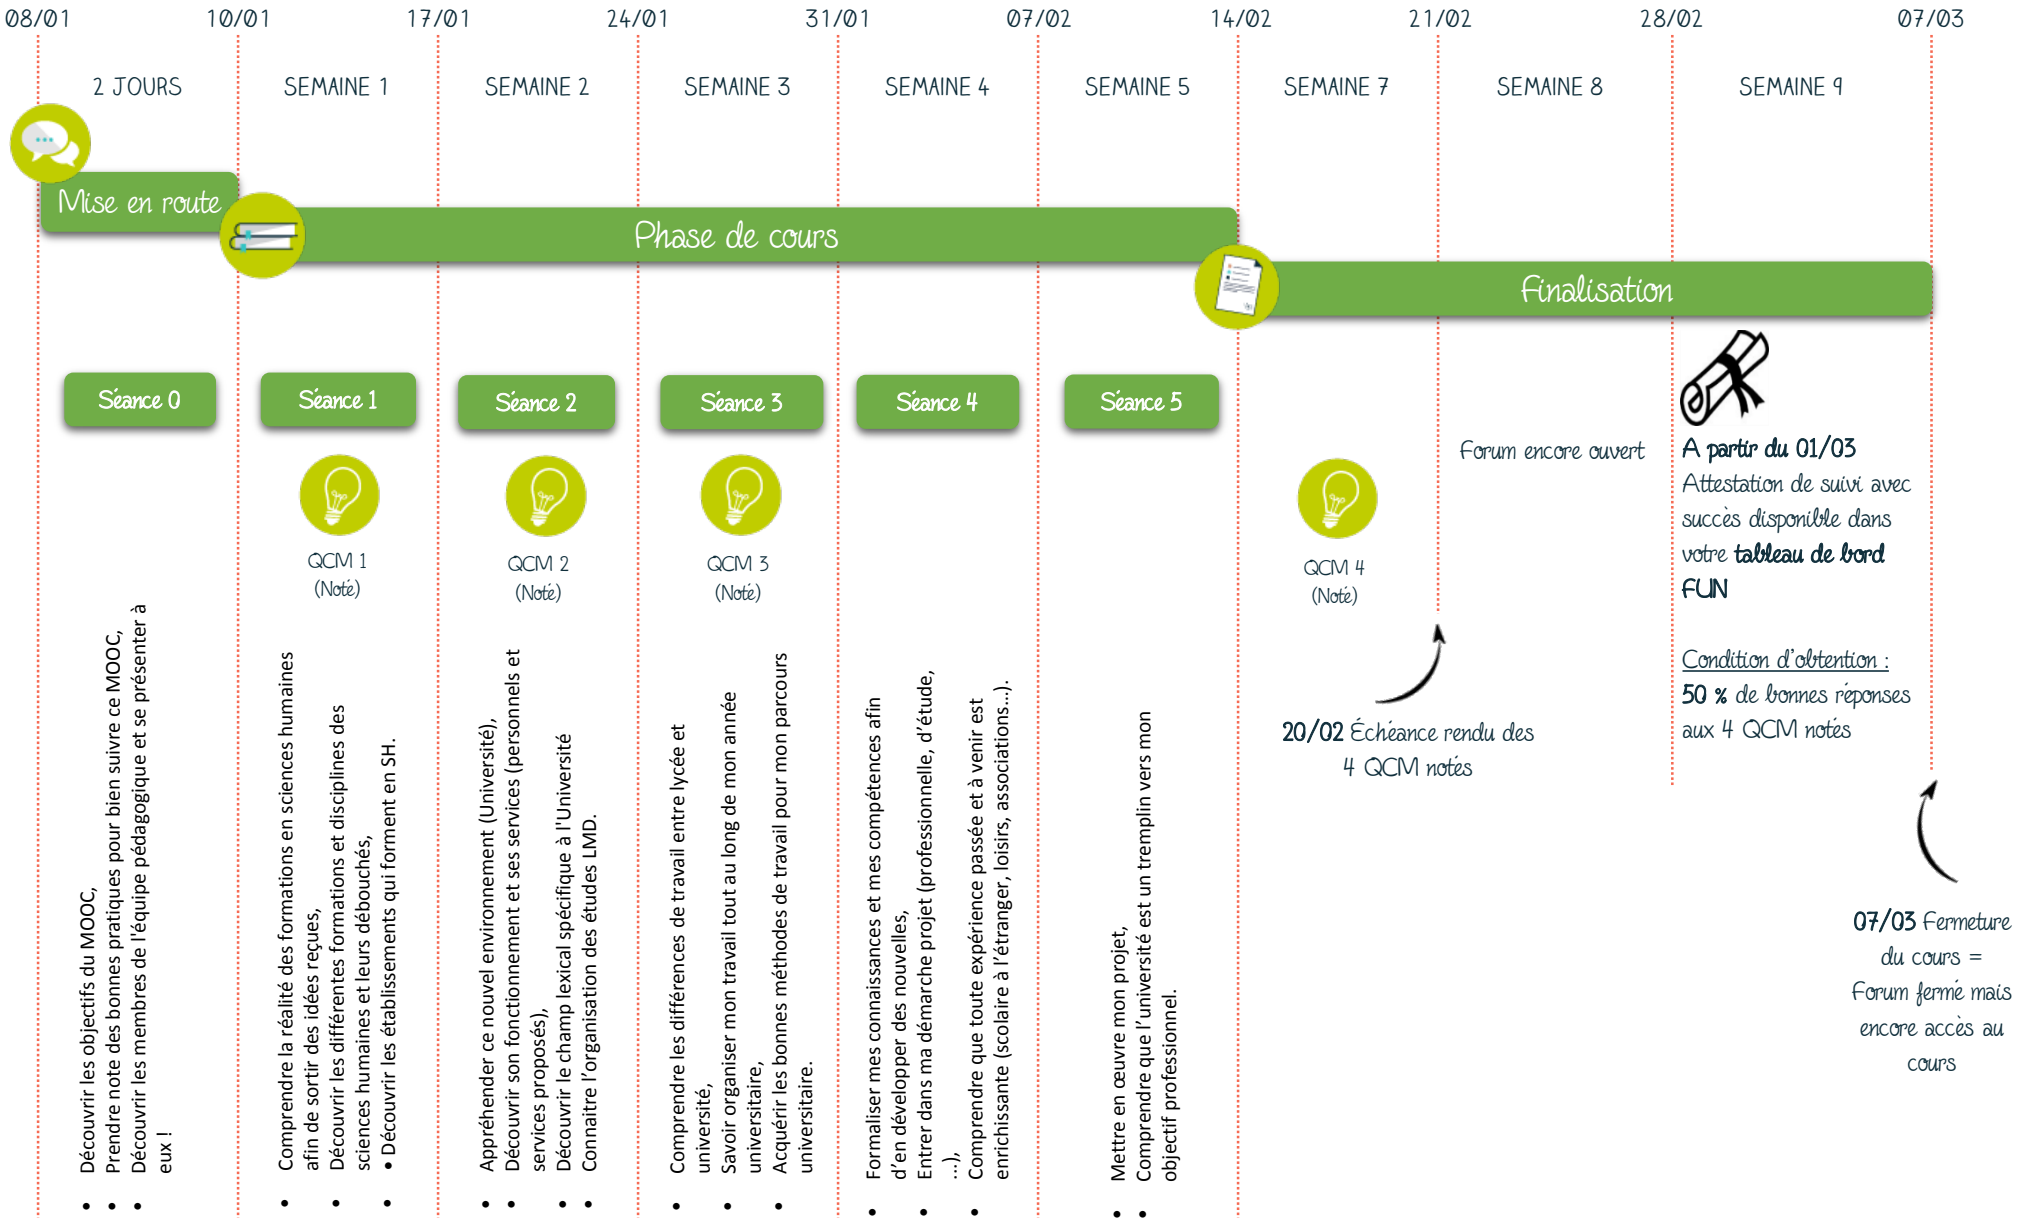 08/01
10/01
17/01
24/01
31/01
07/02
14/02
21/02
28/02
07/03
2 JOURS
SEMAINE 1
SEMAINE 2
SEMAINE 3
SEMAINE 4
SEMAINE 5
SEMAINE 7
SEMAINE 8
SEMAINE 9
Mise en route
Phase de cours
Finalisation
Séance 0
Séance 1
Séance 2
Séance 3
Séance 4
Séance 5
QCM 1
(Noté)
QCM 2
(Noté)
QCM 3
(Noté)
QCM 4
(Noté)
Forum encore ouvert
A partir du 01/03
Attestation de suivi avec
succès disponible dans
votre tableau de bord
FUN
Condition d'obtention :
50 % de bonnes réponses
aux 4 QCM notés
20/02 Échéance rendu des
4 QCM notés
07/03 Fermeture
du cours =
Forum fermé mais
encore accès au
cours
• Découvrir les objectifs du MOOC,
• Prendre note des bonnes pratiques pour bien suivre ce MOOC,
• Découvrir les membres de l'équipe pédagogique et se présenter à
eux !
• Comprendre la réalité des formations en sciences humaines
afin de sortir des idées reçues,
• Découvrir les différentes formations et disciplines des
sciences humaines et leurs débouchés,
• • Découvrir les établissements qui forment en SH.
• Appréhender ce nouvel environnement (Université),
• Découvrir son fonctionnement et ses services (personnels et
services proposés),
• Découvrir le champ lexical spécifique à l'Université
• Connaitre l'organisation des études LMD.
• Comprendre les différences de travail entre lycée et
université,
• Savoir organiser mon travail tout au long de mon année
universitaire,
• Acquérir les bonnes méthodes de travail pour mon parcours
universitaire.
• Formaliser mes connaissances et mes compétences afin
d'en développer des nouvelles,
• Entrer dans ma démarche projet (professionnelle, d'étude,
…),
• Comprendre que toute expérience passée et à venir est
enrichissante (scolaire à l'étranger, loisirs, associations…).
• Mettre en œuvre mon projet,
• Comprendre que l'université est un tremplin vers mon
objectif professionnel.